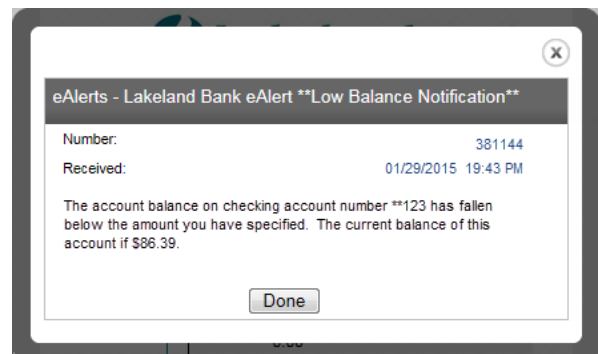 X
eAlerts - Lakeland Bank eAlert **Low Balance Notification**
Number: 381144
Received: 01/29/2015 19:43 PM
The account balance on checking account number **123 has fallen
below the amount you have specified. The current balance of this
account if $86.39.
Done